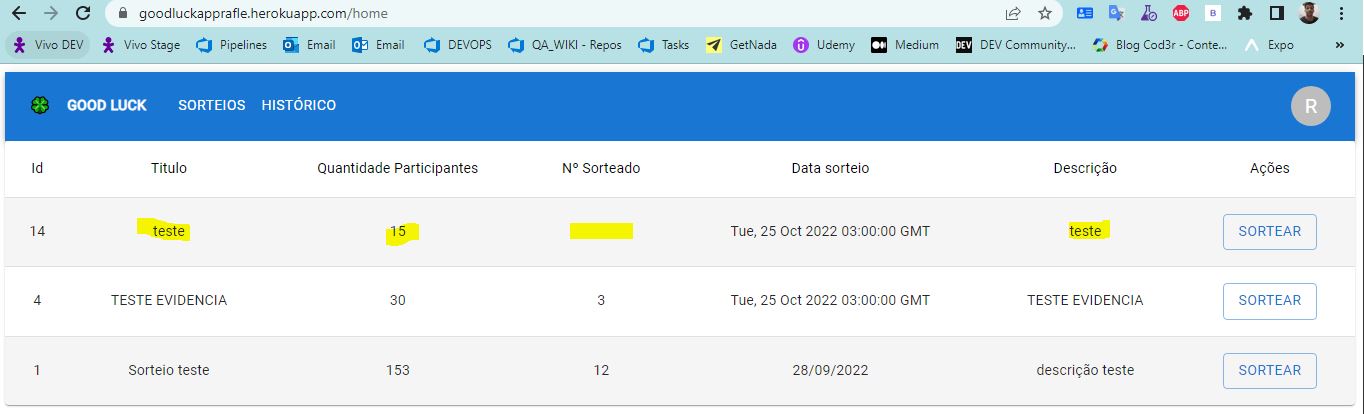 goodluckapprafle.herokuapp.com/home
Vivo DEV Vivo Stage Pipelines Email Email DEVOPS QA_WIKI - Repos Tasks GetNada Udemy Medium DEV Community... Blog Cod3r - Conte... Expo »
GOOD LUCK SORTEIOS HISTÓRICO R
Id Titulo Quantidade Participantes Nº Sorteado Data sorteio Descrição Ações
14 teste 15 Tue, 25 Oct 2022 03:00:00 GMT teste SORTEAR
4 TESTE EVIDENCIA 30 3 Tue, 25 Oct 2022 03:00:00 GMT TESTE EVIDENCIA SORTEAR
1 Sorteio teste 153 12 28/09/2022 descrição teste SORTEAR